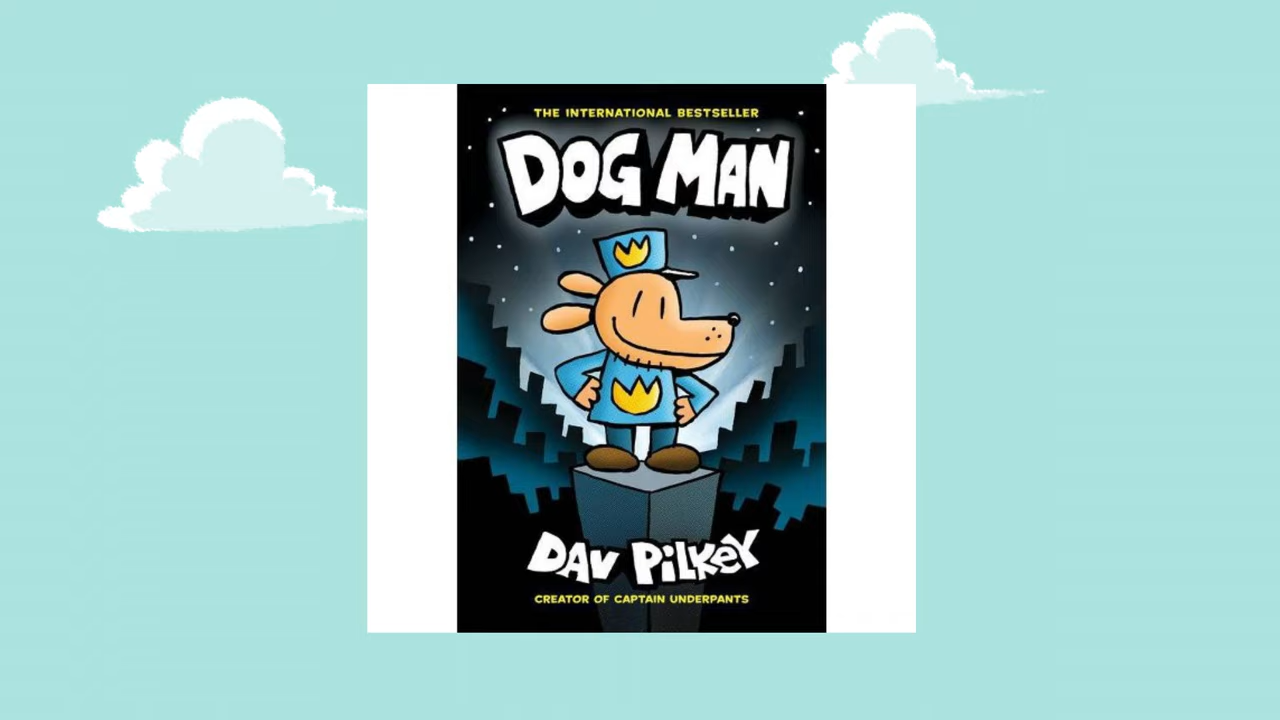 THE INTERNATIONAL BESTSELLER
DOG MAN
DAV PILKEY
CREATOR OF CAPTAIN UNDERPANTS